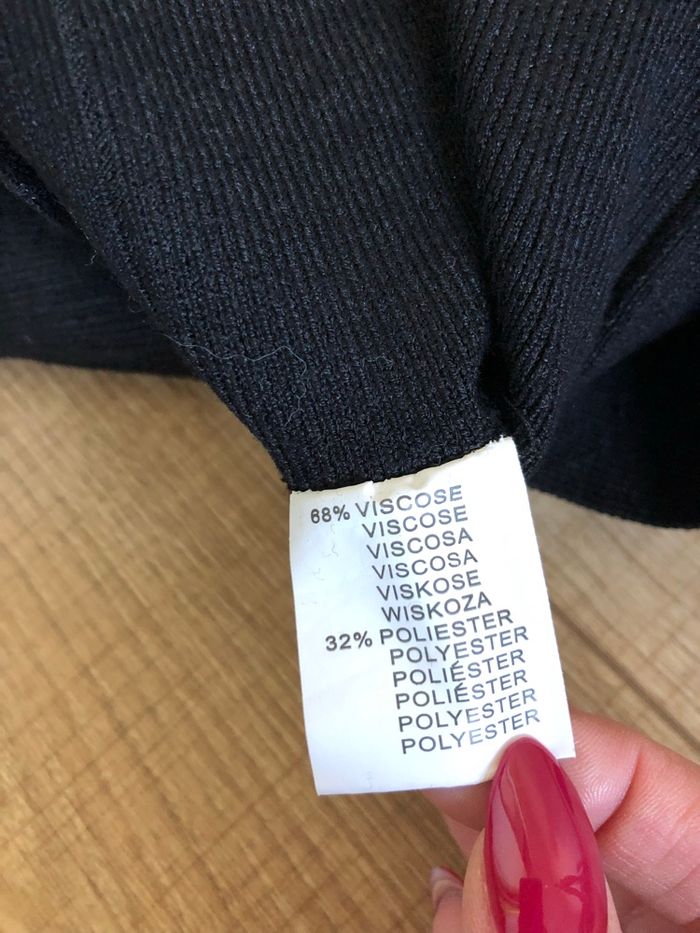 68% VISCOSE
VISCOSE
VISCOSA
VISCOSA
VISKOSE
WISKOZA
32% POLIESTER
POLYESTER
POLIÉSTER
POLIÉSTER
POLYESTER
POLYESTER